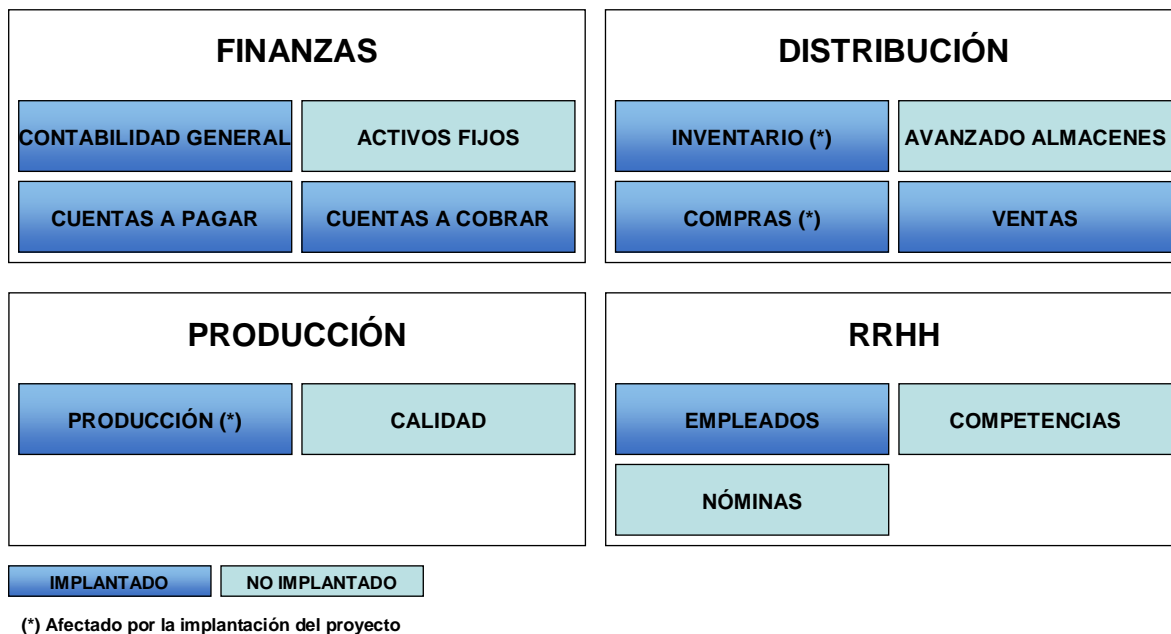 FINANZAS
CONTABILIDAD GENERAL
ACTIVOS FIJOS
CUENTAS A PAGAR
CUENTAS A COBRAR
DISTRIBUCIÓN
INVENTARIO (*)
AVANZADO ALMACENES
COMPRAS (*)
VENTAS
PRODUCCIÓN
PRODUCCIÓN (*)
CALIDAD
RRHH
EMPLEADOS
COMPETENCIAS
NÓMINAS
IMPLANTADO
NO IMPLANTADO
(*) Afectado por la implantación del proyecto